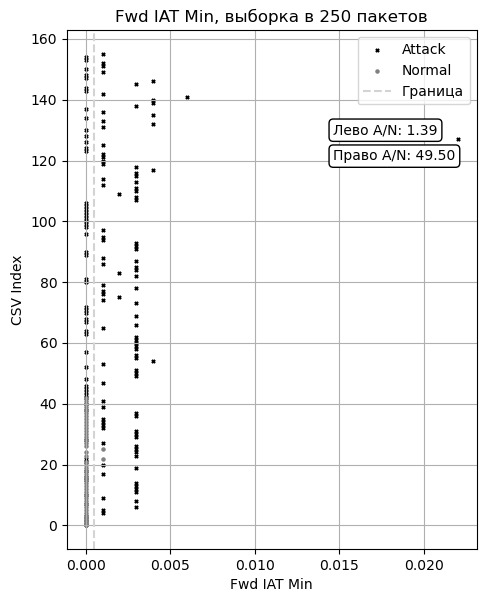 Fwd IAT Min, выборка в 250 пакетов
Attack
Normal
Граница
Лево A/N: 1.39
Право A/N: 49.50
CSV Index
160
140
120
100
80
60
40
20
0
0.000
0.005
0.010
0.015
0.020
Fwd IAT Min